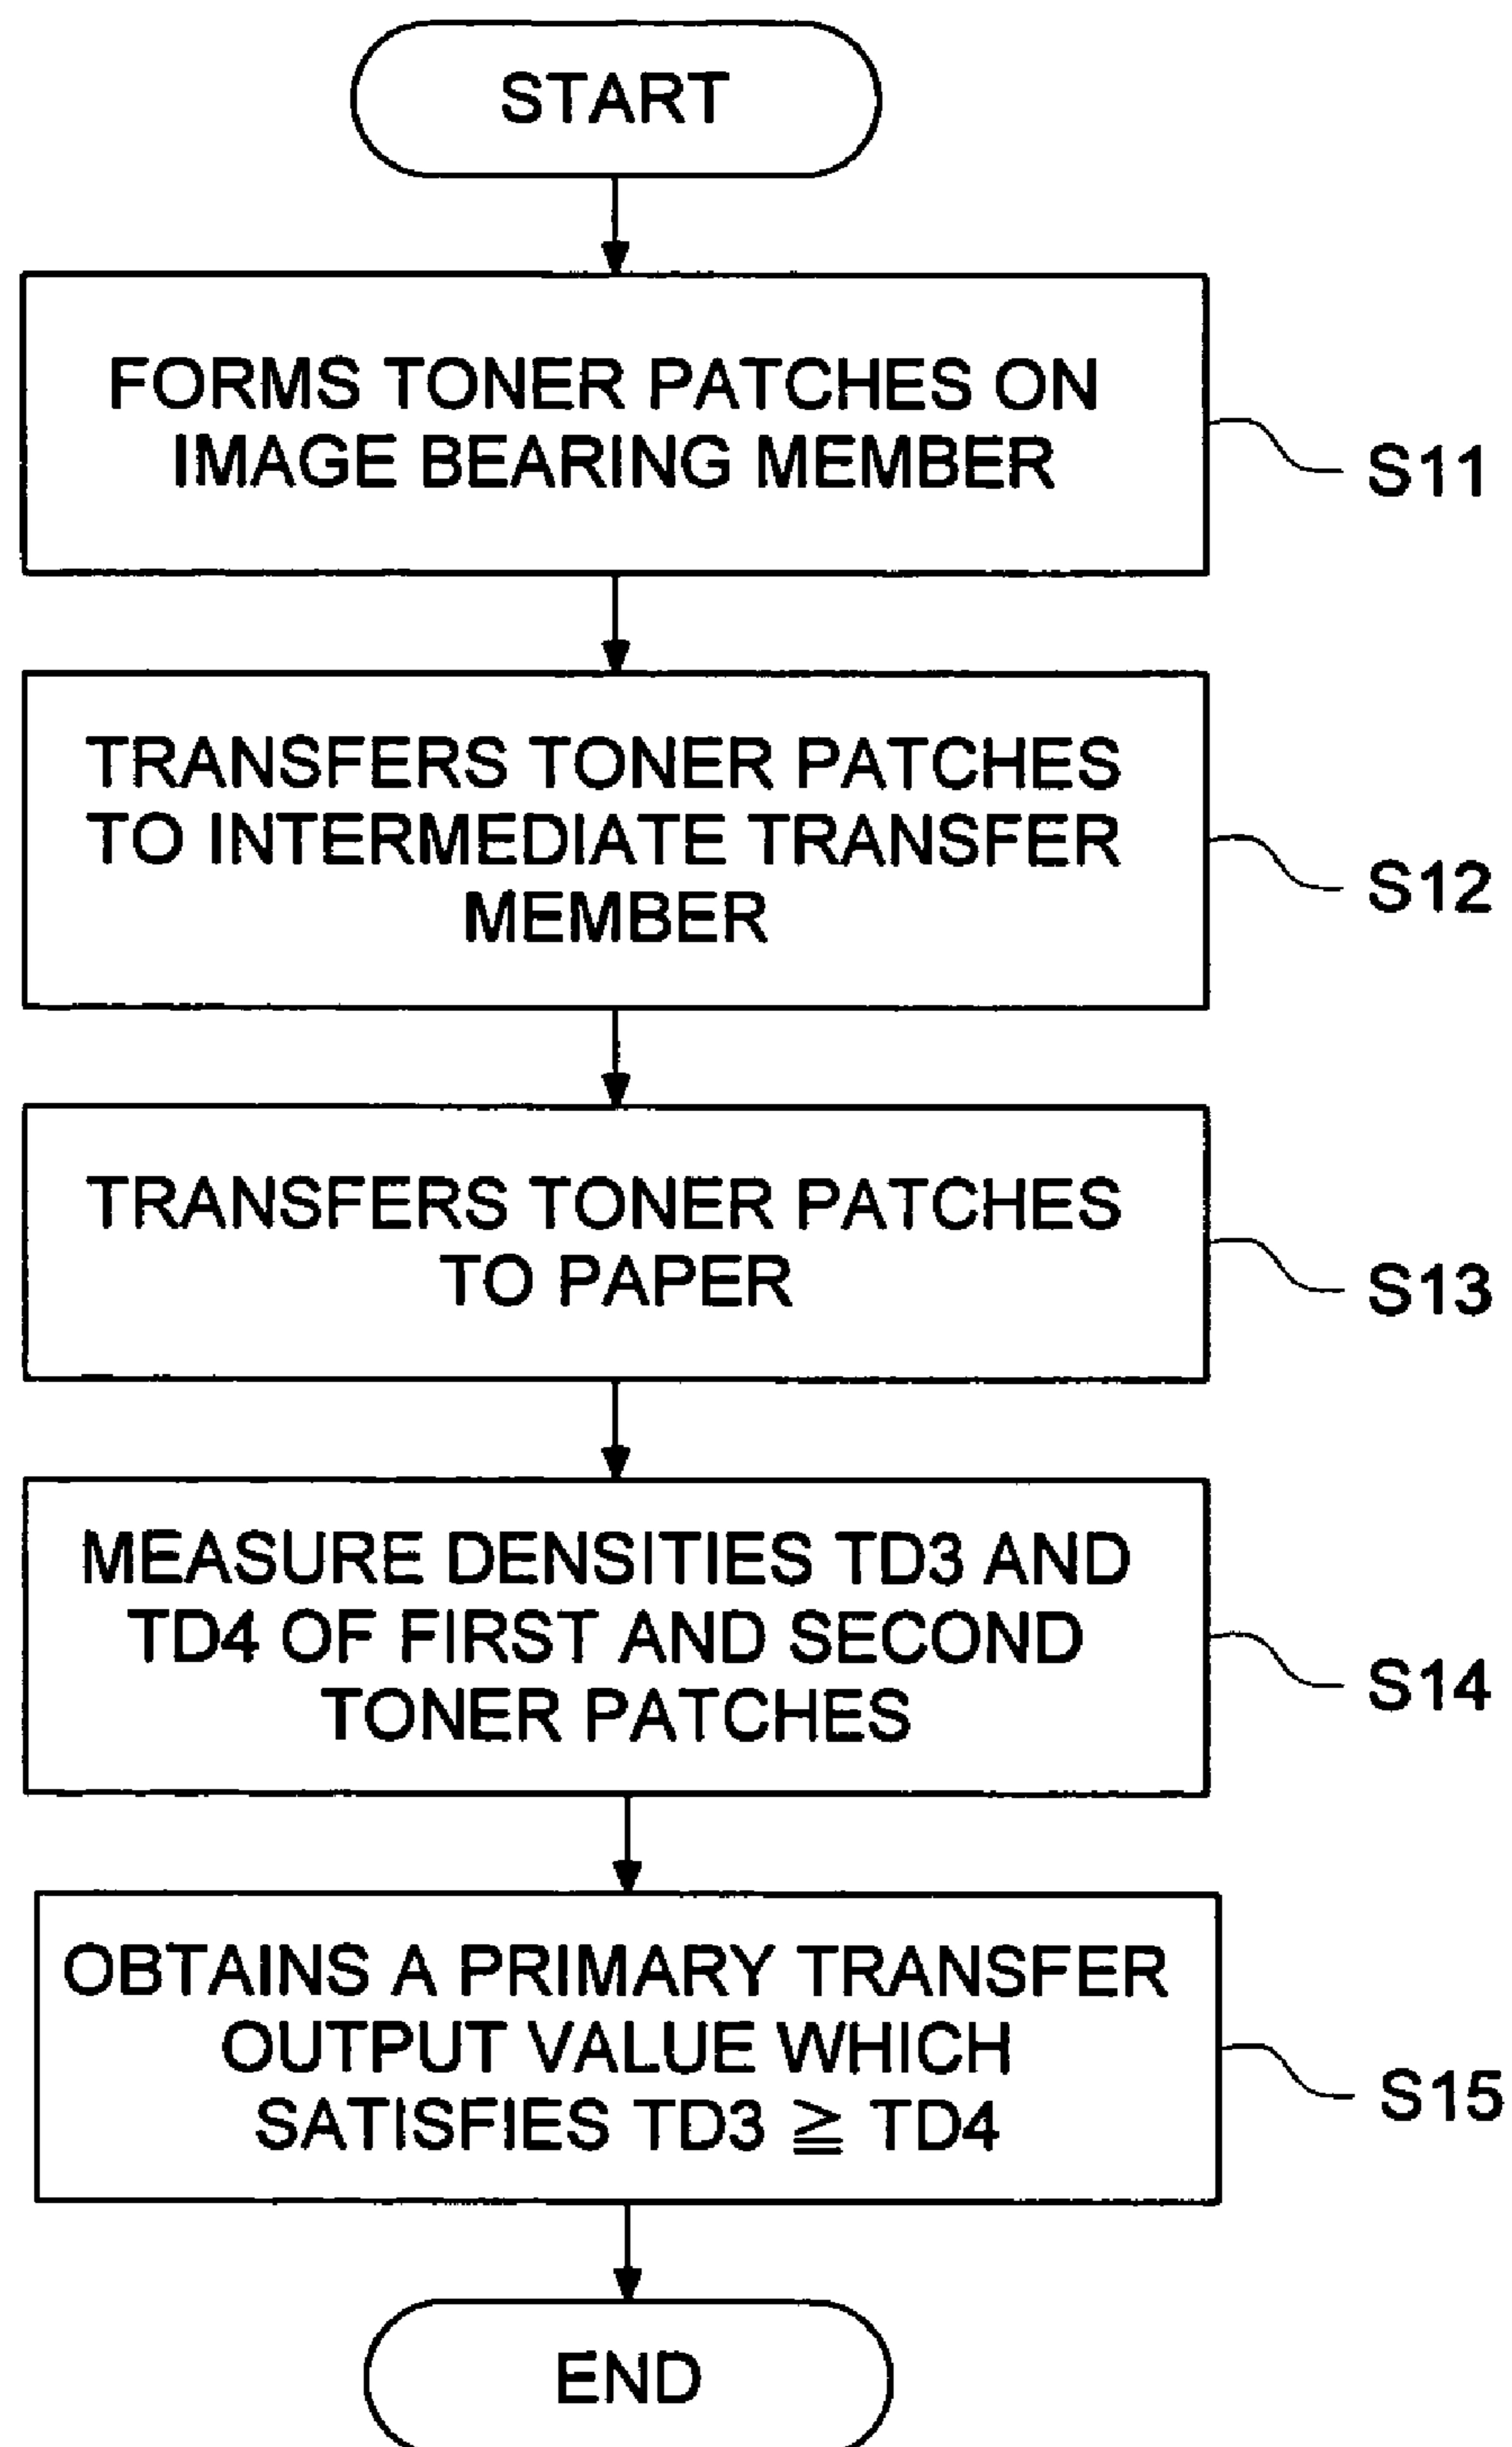 START
FORMS TONER PATCHES ON
IMAGE BEARING MEMBER
S11
TRANSFERS TONER PATCHES
TO INTERMEDIATE TRANSFER
MEMBER
S12
TRANSFERS TONER PATCHES
TO PAPER
S13
MEASURE DENSITIES TD3 AND
TD4 OF FIRST AND SECOND
TONER PATCHES
S14
OBTAINS A PRIMARY TRANSFER
OUTPUT VALUE WHICH
SATISFIES TD3 ≧ TD4
S15
END